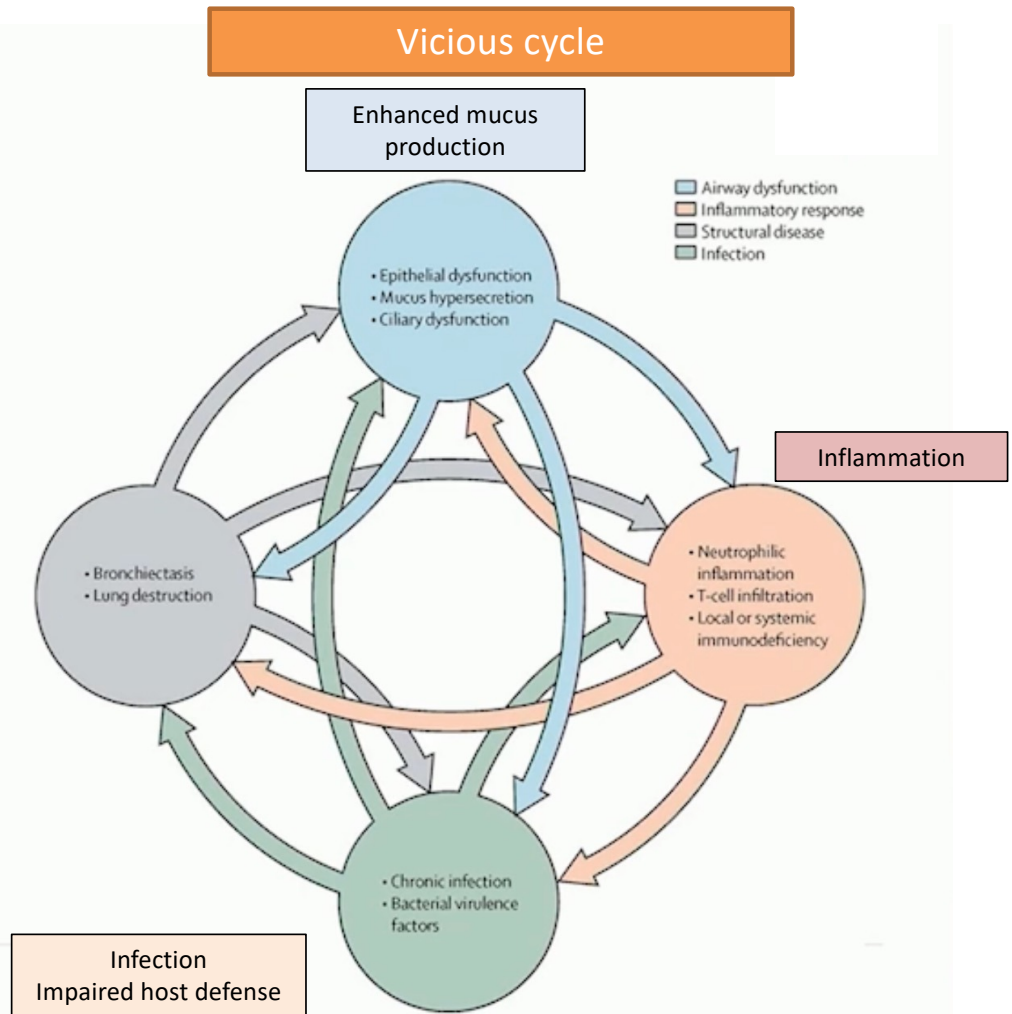 Vicious cycle
Enhanced mucus
production
Airway dysfunction
Inflammatory response
Structural disease
Infection
• Epithelial dysfunction
• Mucus hypersecretion
• Ciliary dysfunction
Inflammation
• Bronchiectasis
• Lung destruction
• Neutrophilic
inflammation
• T-cell infiltration
• Local or systemic
immunodeficiency
• Chronic infection
• Bacterial virulence
factors
Infection
Impaired host defense